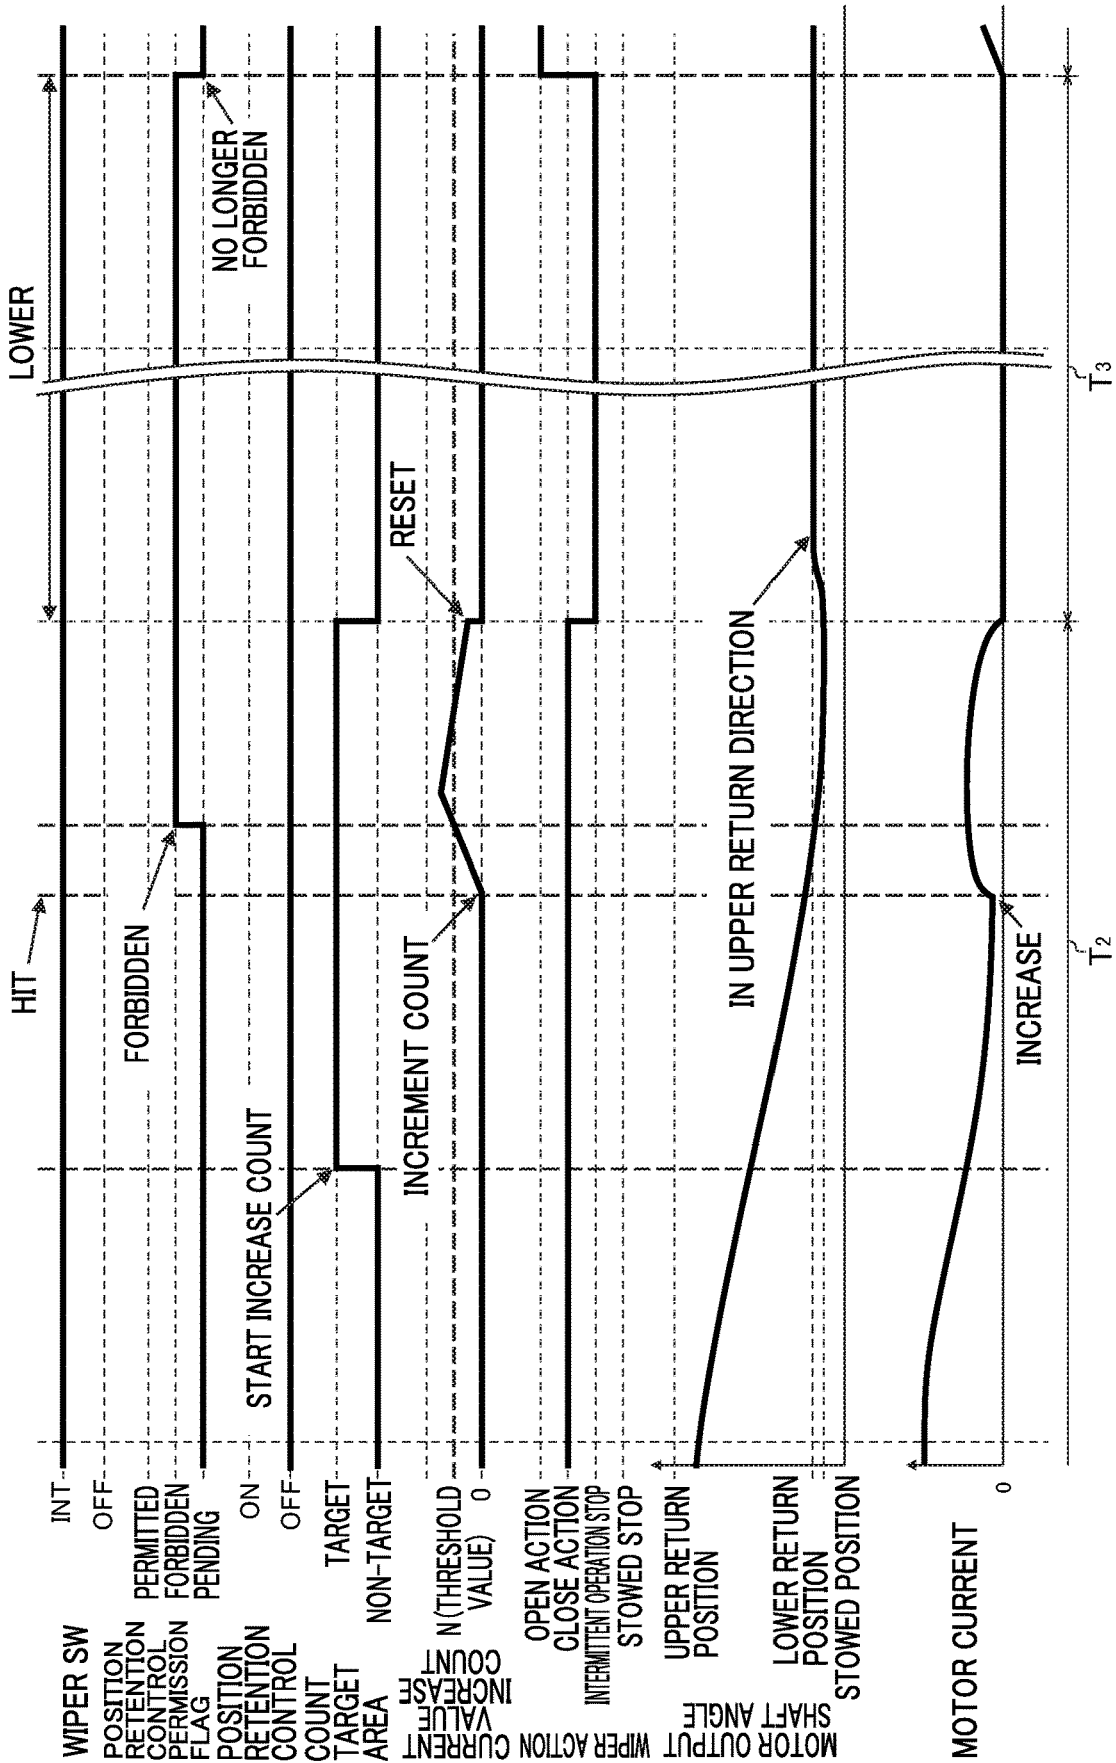 WIPER SW
INT
OFF
POSITION
RETENTION
CONTROL
PERMISSION
FLAG
PERMITTED
FORBIDDEN
PENDING
POSITION
RETENTION
CONTROL
ON
OFF
COUNT
TARGET
AREA
TARGET
NON-TARGET
CURRENT
VALUE
INCREASE
COUNT
N (THRESHOLD
VALUE)
0
WIPER ACTION
OPEN ACTION
CLOSE ACTION
INTERMITTENT OPERATION STOP
STOWED STOP
MOTOR OUTPUT
SHAFT ANGLE
UPPER RETURN
POSITION
LOWER RETURN
POSITION
STOWED POSITION
MOTOR CURRENT
0
HIT
LOWER
FORBIDDEN
NO LONGER
FORBIDDEN
START INCREASE COUNT
INCREMENT COUNT
RESET
IN UPPER RETURN DIRECTION
INCREASE
T2
T3